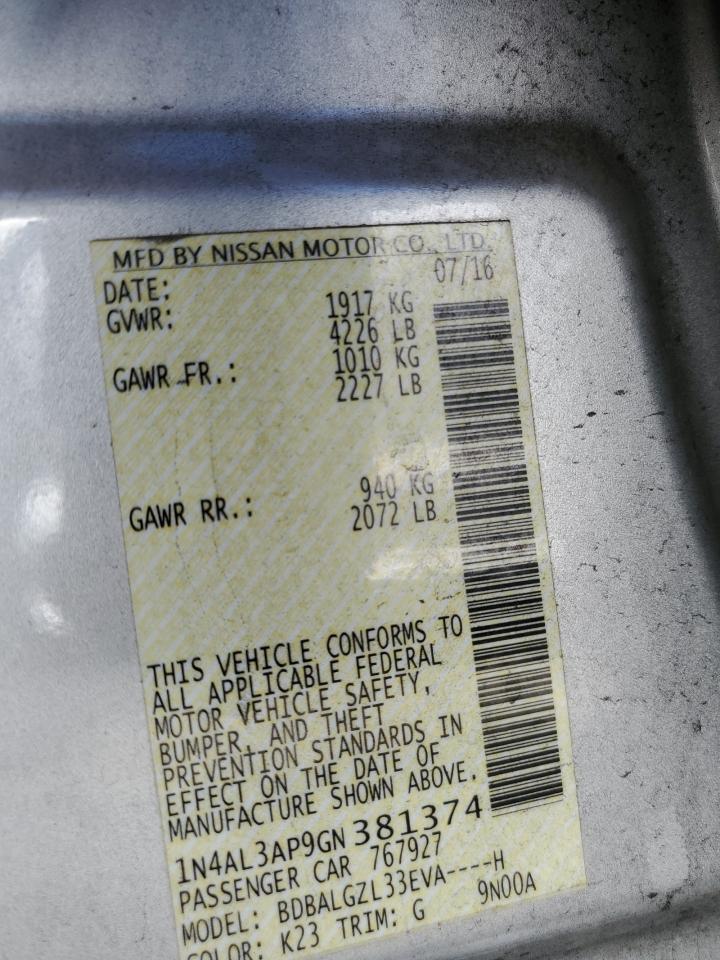 MFD BY NISSAN MOTOR CO., LTD.
DATE: 07/16
GVWR: 1917 KG
4226 LB
GAWR FR.: 1010 KG
2227 LB
GAWR RR.: 940 KG
2072 LB
THIS VEHICLE CONFORMS TO
ALL APPLICABLE FEDERAL
MOTOR VEHICLE SAFETY,
BUMPER, AND THEFT
PREVENTION STANDARDS IN
EFFECT ON THE DATE OF
MANUFACTURE SHOWN ABOVE.
1N4AL3AP9GN381374
PASSENGER CAR 767927
MODEL: BDBALGZL33EVA----H
COLOR: K23 TRIM: G 9N00A